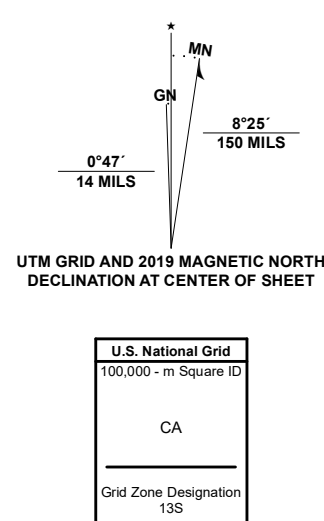 MN
GN
8°25´
150 MILS
0°47´
14 MILS
UTM GRID AND 2019 MAGNETIC NORTH
DECLINATION AT CENTER OF SHEET
U.S. National Grid
100,000 - m Square ID
CA
Grid Zone Designation
13S